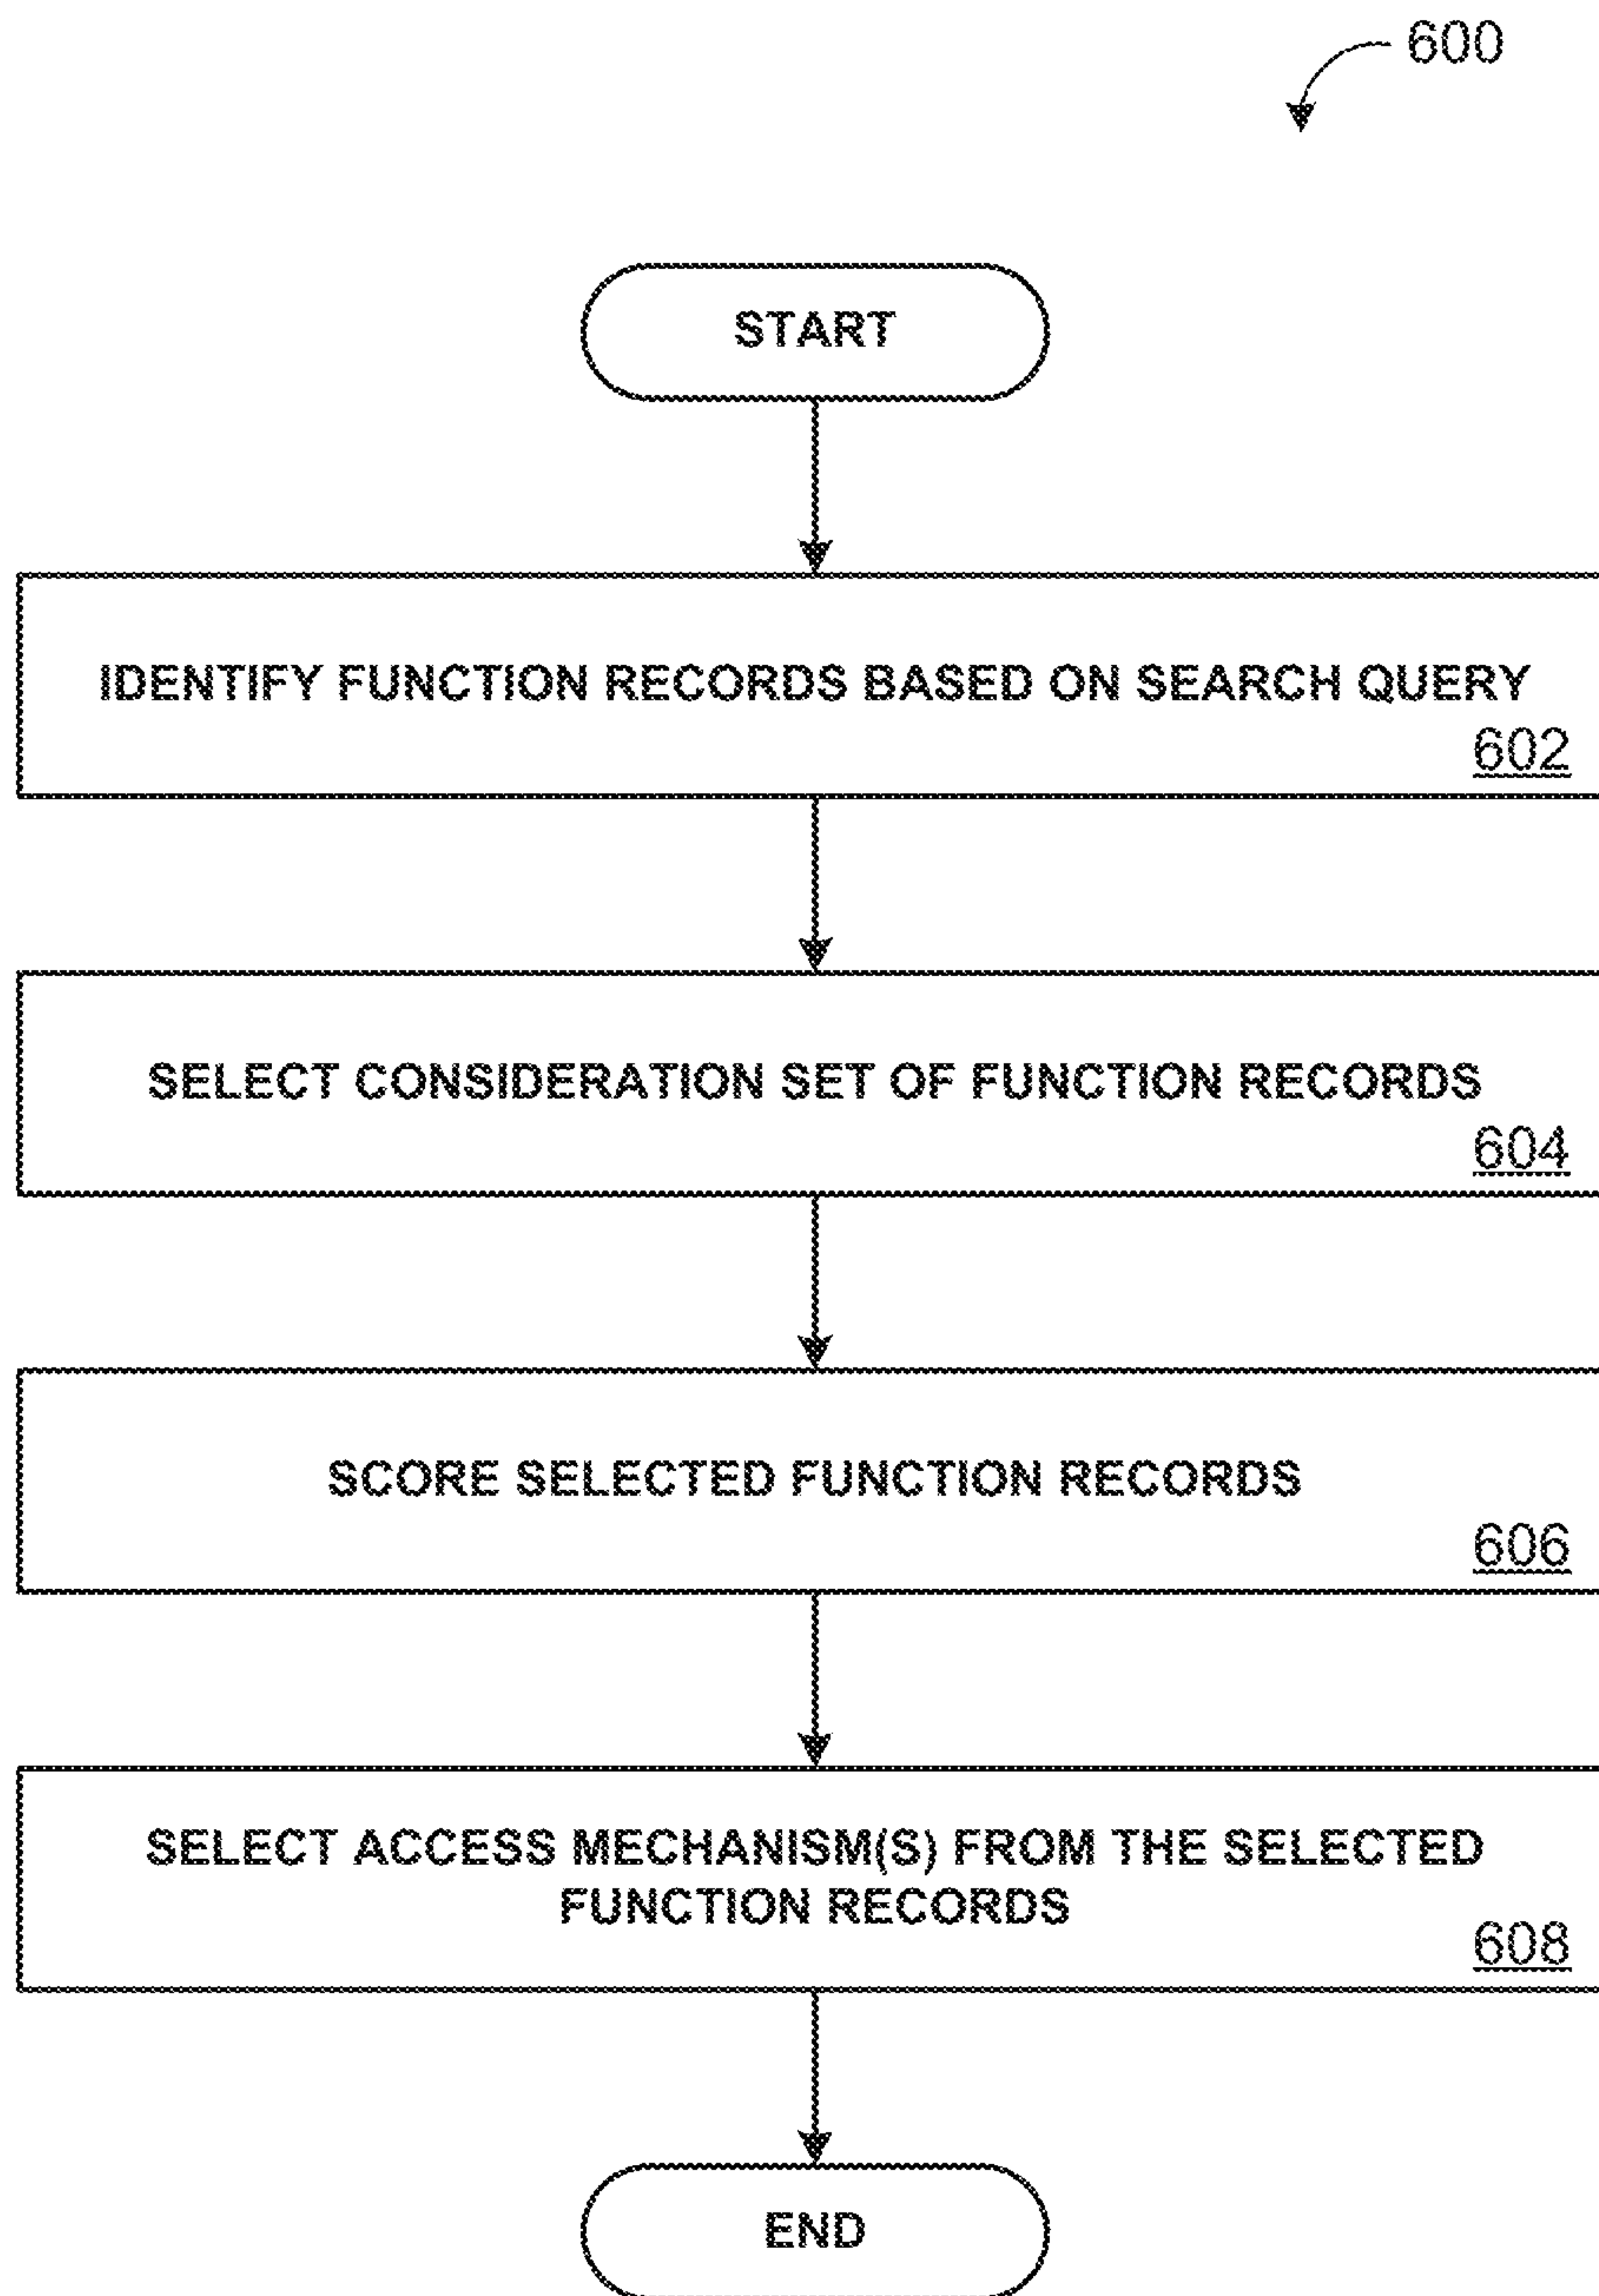 600
START
IDENTIFY FUNCTION RECORDS BASED ON SEARCH QUERY
602
SELECT CONSIDERATION SET OF FUNCTION RECORDS
604
SCORE SELECTED FUNCTION RECORDS
606
SELECT ACCESS MECHANISM(S) FROM THE SELECTED
FUNCTION RECORDS
608
END